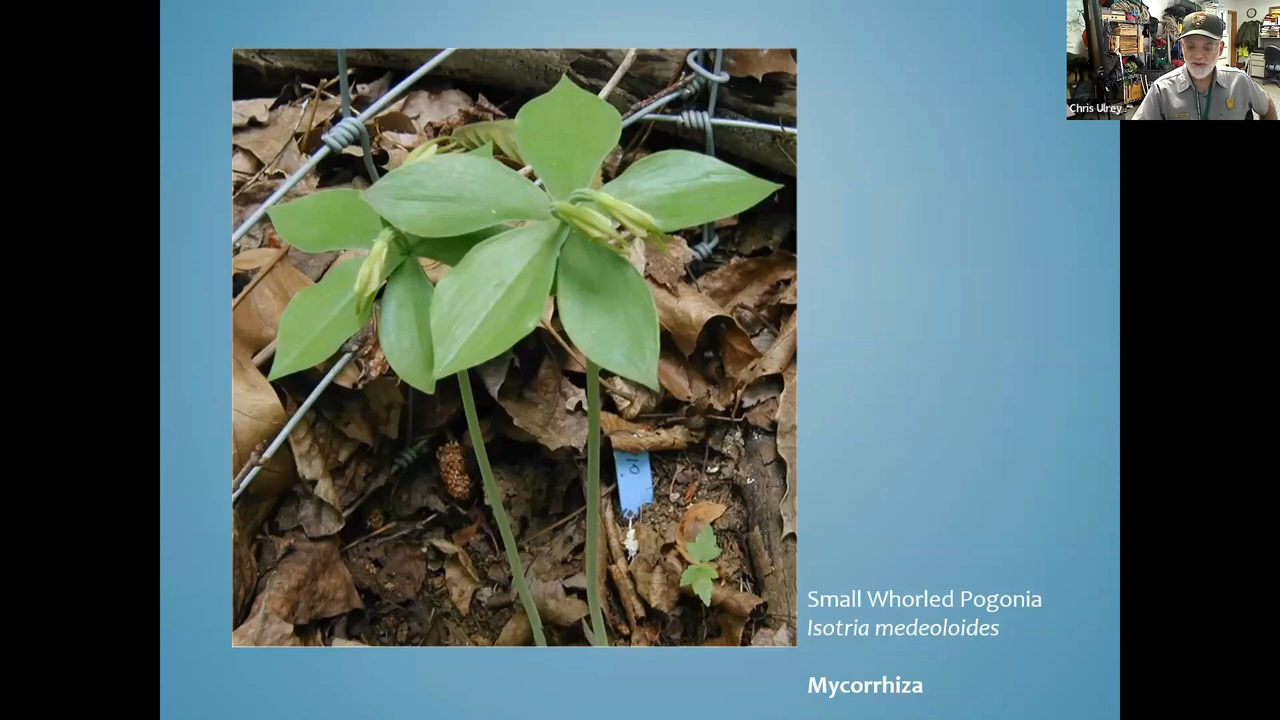 Chris Ulrey
Small Whorled Pogonia
Isotria medeoloides
Mycorrhiza